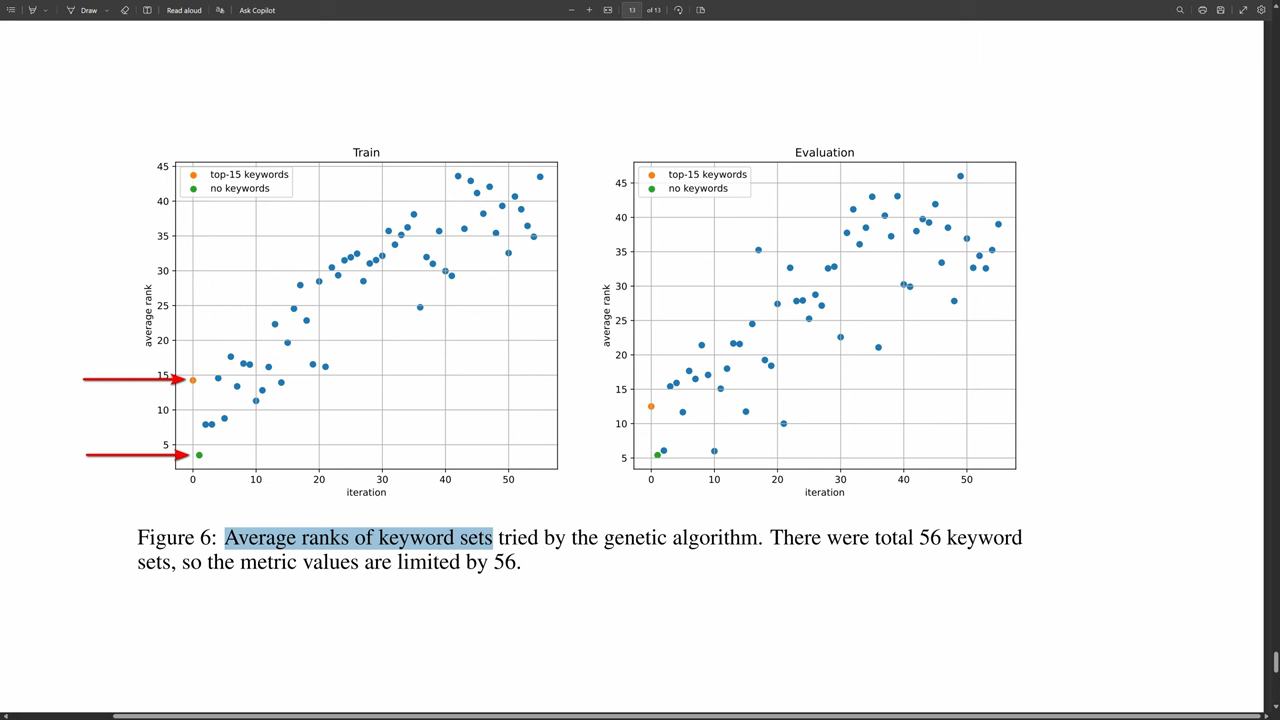 Draw
Read aloud
Ask Copilot
13
of 13
Train
top-15 keywords
no keywords
45
40
35
30
25
20
15
10
5
average rank
0 10 20 30 40 50
iteration
Evaluation
top-15 keywords
no keywords
45
40
35
30
25
20
15
10
5
average rank
0 10 20 30 40 50
iteration
Figure 6: Average ranks of keyword sets tried by the genetic algorithm. There were total 56 keyword
sets, so the metric values are limited by 56.